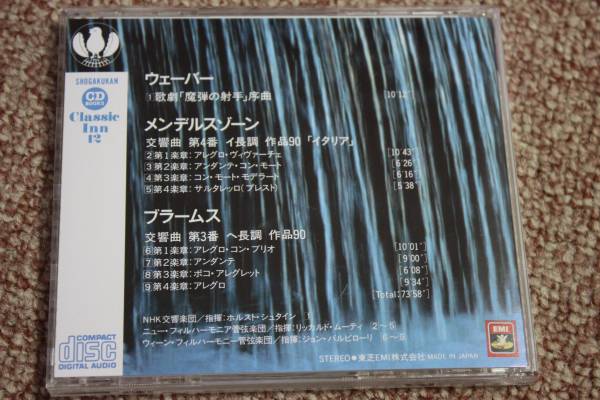 SHOGAKUKAN
CD
BOOKS
Classic
Inn
12
ウェーバー
1 歌劇「魔弾の射手」序曲 [10'12"]
メンデルスゾーン
交響曲 第4番 イ長調 作品90「イタリア」
2 第1楽章:アレグロ・ヴィヴァーチェ [10'43"]
3 第2楽章:アンダンテ・コン・モート [6'26"]
4 第3楽章:コン・モート・モデラート [6'16"]
5 第4楽章:サルタレッロ(プレスト) [5'38"]
ブラームス
交響曲 第3番 ヘ長調 作品90
6 第1楽章:アレグロ・コン・ブリオ [10'01"]
7 第2楽章:アンダンテ [9'00"]
8 第3楽章:ポコ・アレグレット [6'08"]
9 第4楽章:アレグロ [9'34"]
[Total:73'58"]
NHK交響楽団/指揮:ホルスト・シュタイン 1
ニュー・フィルハーモニア管弦楽団/指揮:リッカルド・ムーティ 2〜5
ウィーン・フィルハーモニー管弦楽団/指揮:ジョン・バルビローリ 6〜9
COMPACT
disc
DIGITAL AUDIO
EMI
STEREO●東芝EMI株式会社 MADE IN JAPAN